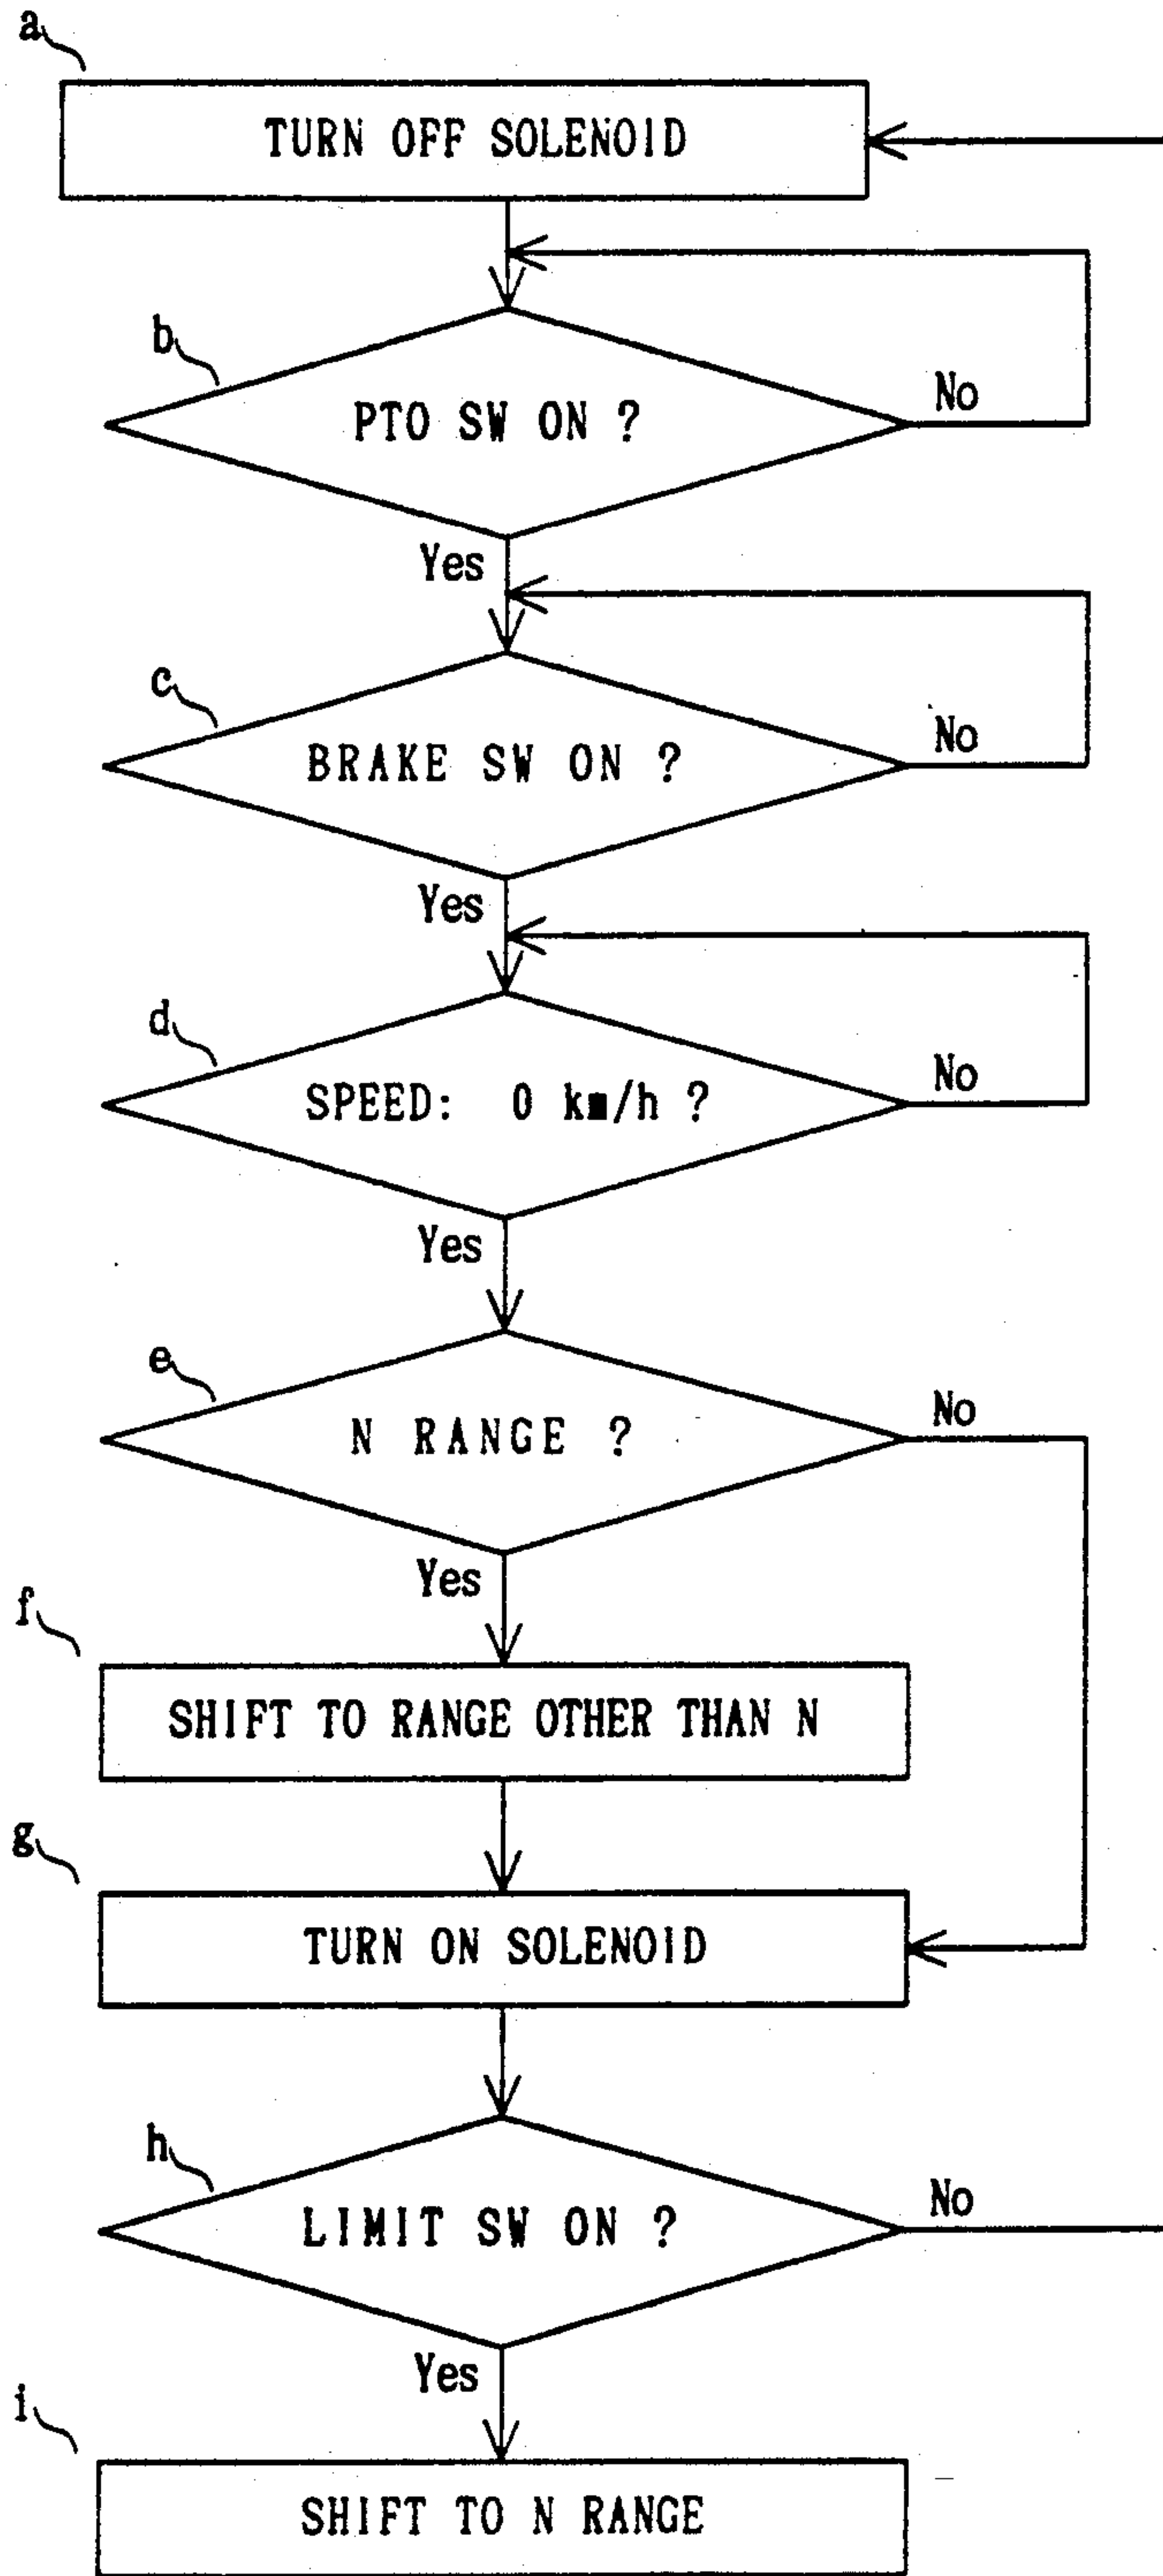 a
TURN OFF SOLENOID
b
PTO SW ON ?
No
Yes
c
BRAKE SW ON ?
No
Yes
d
SPEED: 0 km/h ?
No
Yes
e
N RANGE ?
No
Yes
f
SHIFT TO RANGE OTHER THAN N
g
TURN ON SOLENOID
h
LIMIT SW ON ?
No
Yes
i
SHIFT TO N RANGE